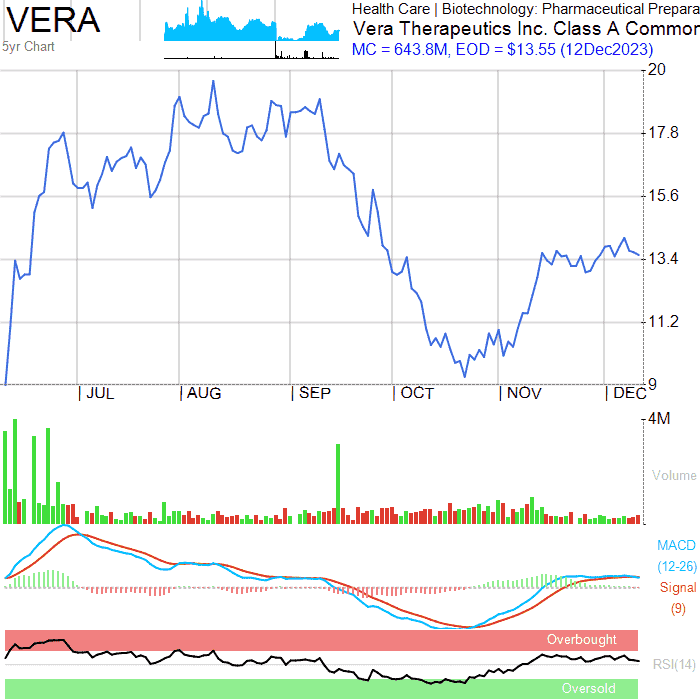 VERA
5yr Chart
Health Care | Biotechnology: Pharmaceutical Prepara
Vera Therapeutics Inc. Class A Common
MC = 643.8M, EOD = $13.55 (12Dec2023)
20
17.8
15.6
13.4
11.2
9
JUL
AUG
SEP
OCT
NOV
DEC
4M
Volume
MACD
(12-26)
Signal
(9)
Overbought
RSI(14)
Oversold